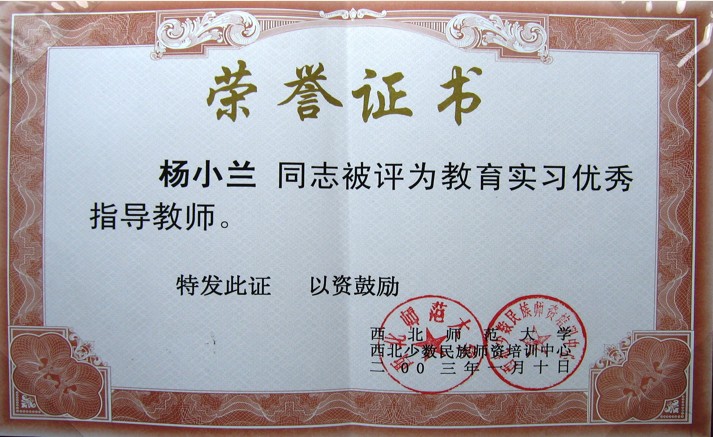 荣誉证书
杨小兰 同志被评为教育实习优秀
指导教师。
特发此证 以资鼓励
西北师范大学
西北少数民族师资培训中心
二〇〇三年一月十日